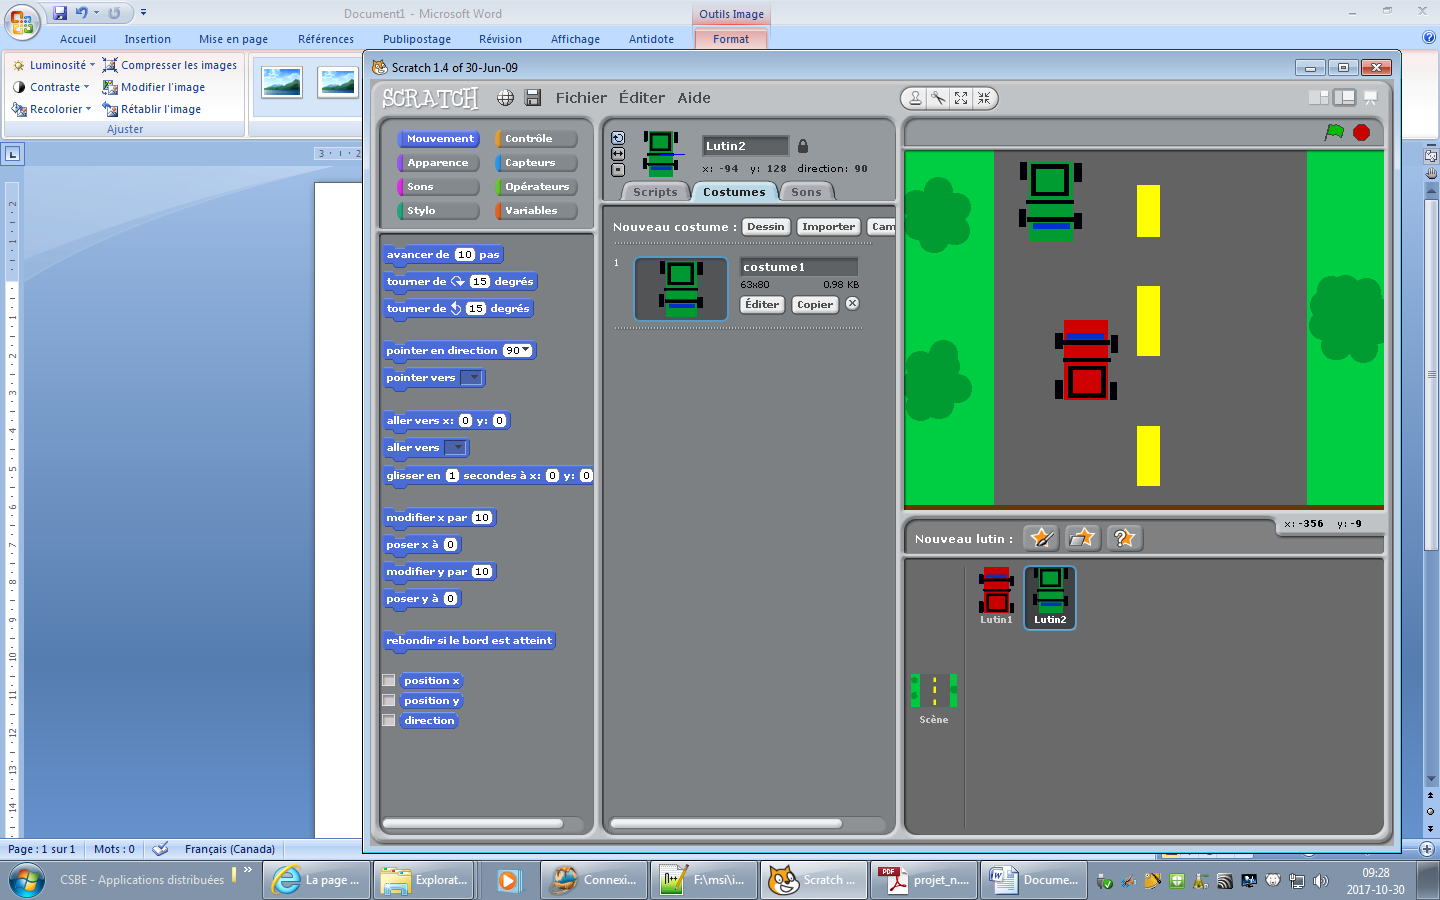 Document1 - Microsoft Word
Outils Image
Accueil Insertion Mise en page Références Publipostage Révision Affichage Antidote Format
Luminosité
Compresser les images
Contraste
Modifier l'image
Recolorier
Rétablir l'image
Ajuster
Scratch 1.4 of 30-Jun-09
SCRATCH
Fichier Éditer Aide
Mouvement Contrôle
Apparence Capteurs
Sons Opérateurs
Stylo Variables
avancer de 10 pas
tourner de 15 degrés
tourner de 15 degrés
pointer en direction 90
pointer vers
aller vers x: 0 y: 0
aller vers
glisser en 1 secondes à x: 0 y: 0
modifier x par 10
poser x à 0
modifier y par 10
poser y à 0
rebondir si le bord est atteint
position x
position y
direction
Lutin2
x: -94 y: 128 direction: 90
Scripts Costumes Sons
Nouveau costume : Dessin Importer Cam
1
costume1
63x80 0.98 KB
Éditer Copier
x: -356 y: -9
Nouveau lutin :
Lutin1 Lutin2
Scène
Page : 1 sur 1 Mots : 0 Français (Canada)
CSBE - Applications distribuées
»
La page ...
Explorat...
Connexi...
F:\msi\i...
Scratch ...
PDF
projet_n....
Docume...
09:28
2017-10-30